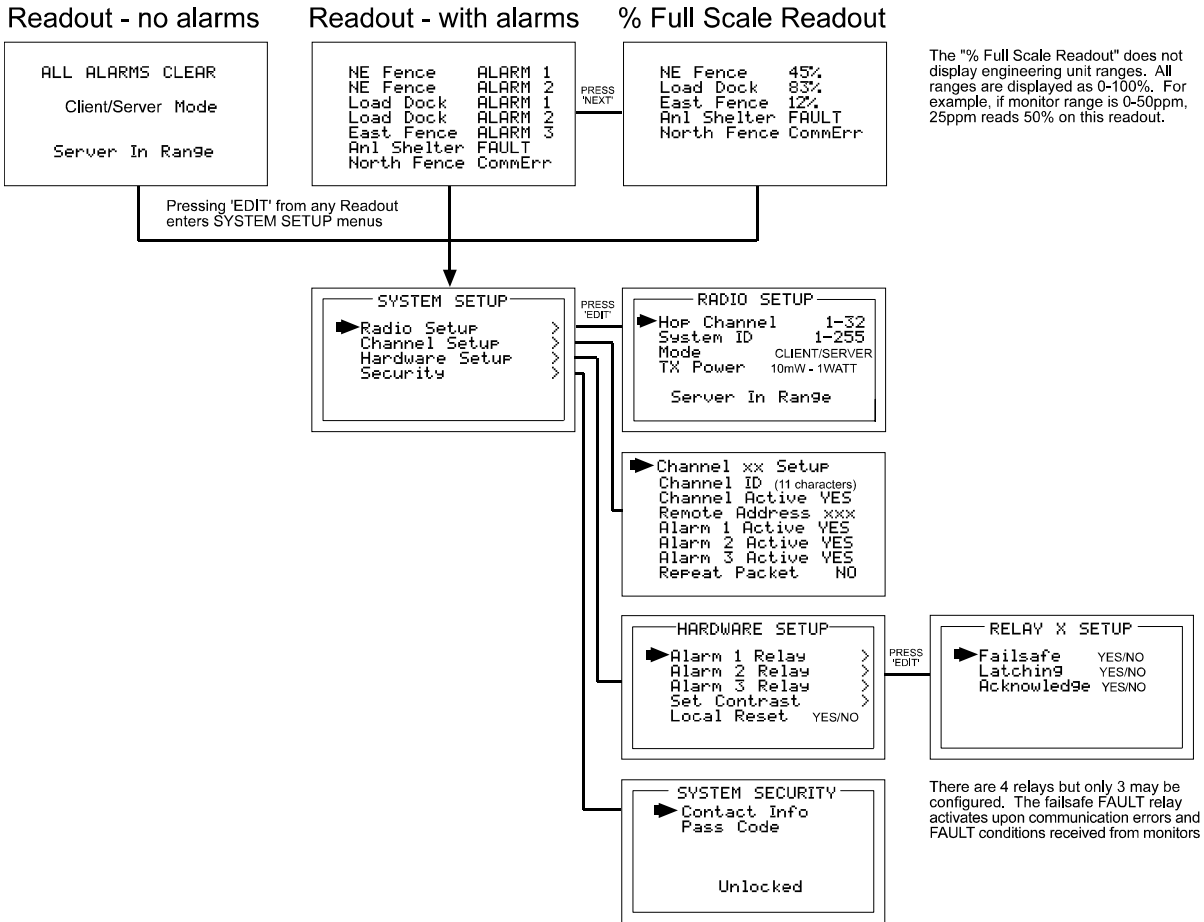 Readout - no alarms
ALL ALARMS CLEAR
Client/Server Mode
Server In Range
Readout - with alarms
NE Fence ALARM 1
NE Fence ALARM 2
Load Dock ALARM 1
Load Dock ALARM 2
East Fence ALARM 3
Anl Shelter FAULT
North Fence CommErr
PRESS
'NEXT'
% Full Scale Readout
NE Fence 45%
Load Dock 83%
East Fence 12%
Anl Shelter FAULT
North Fence CommErr
The "% Full Scale Readout" does not
display engineering unit ranges. All
ranges are displayed as 0-100%. For
example, if monitor range is 0-50ppm,
25ppm reads 50% on this readout.
Pressing 'EDIT' from any Readout
enters SYSTEM SETUP menus
SYSTEM SETUP
Radio Setup >
Channel Setup >
Hardware Setup >
Security >
PRESS
'EDIT'
RADIO SETUP
Hop Channel 1-32
System ID 1-255
Mode CLIENT/SERVER
TX Power 10mW - 1WATT
Server In Range
Channel xx Setup
Channel ID (11 characters)
Channel Active YES
Remote Address xxx
Alarm 1 Active YES
Alarm 2 Active YES
Alarm 3 Active YES
Repeat Packet NO
HARDWARE SETUP
Alarm 1 Relay >
Alarm 2 Relay >
Alarm 3 Relay >
Set Contrast >
Local Reset YES/NO
PRESS
'EDIT'
RELAY X SETUP
Failsafe YES/NO
Latching YES/NO
Acknowledge YES/NO
There are 4 relays but only 3 may be
configured. The failsafe FAULT relay
activates upon communication errors and
FAULT conditions received from monitors
SYSTEM SECURITY
Contact Info
Pass Code
Unlocked